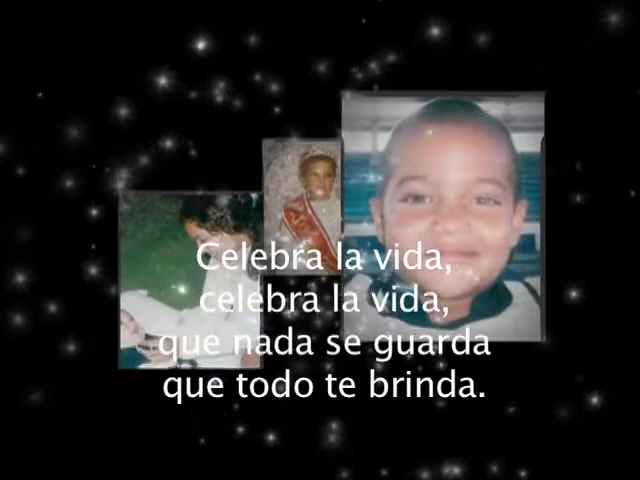 Celebra la vida,
celebra la vida,
que nada se guarda
que todo te brinda.